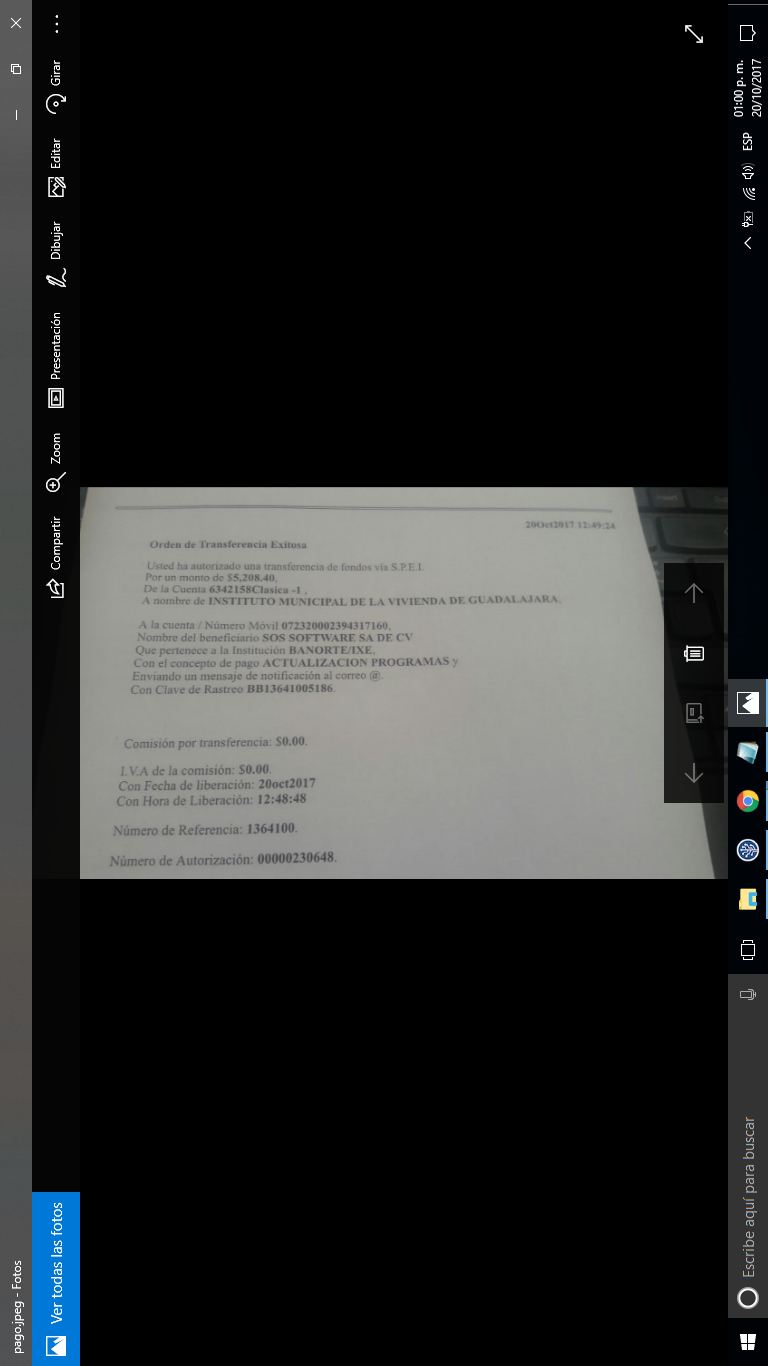 pago.jpeg - Fotos
Ver todas las fotos
Compartir
Zoom
Presentación
Dibujar
Editar
Girar
20Oct2017 12:49:24
Orden de Transferencia Exitosa
Usted ha autorizado una transferencia de fondos vía S.P.E.I.
Por un monto de $5,208.40,
De la Cuenta 6342158Clasica -1 ,
A nombre de INSTITUTO MUNICIPAL DE LA VIVIENDA DE GUADALAJARA,
A la cuenta / Número Móvil 072320002394317160,
Nombre del beneficiario SOS SOFTWARE SA DE CV
Que pertenece a la Institución BANORTE/IXE,
Con el concepto de pago ACTUALIZACION PROGRAMAS y
Enviando un mensaje de notificación al correo @.
Con Clave de Rastreo BB13641005186.
Comisión por transferencia: $0.00.
I.V.A de la comisión: $0.00.
Con Fecha de liberación: 20oct2017
Con Hora de Liberación: 12:48:48
Número de Referencia: 1364100.
Número de Autorización: 00000230648.
Escribe aquí para buscar
ESP
01:00 p. m.
20/10/2017